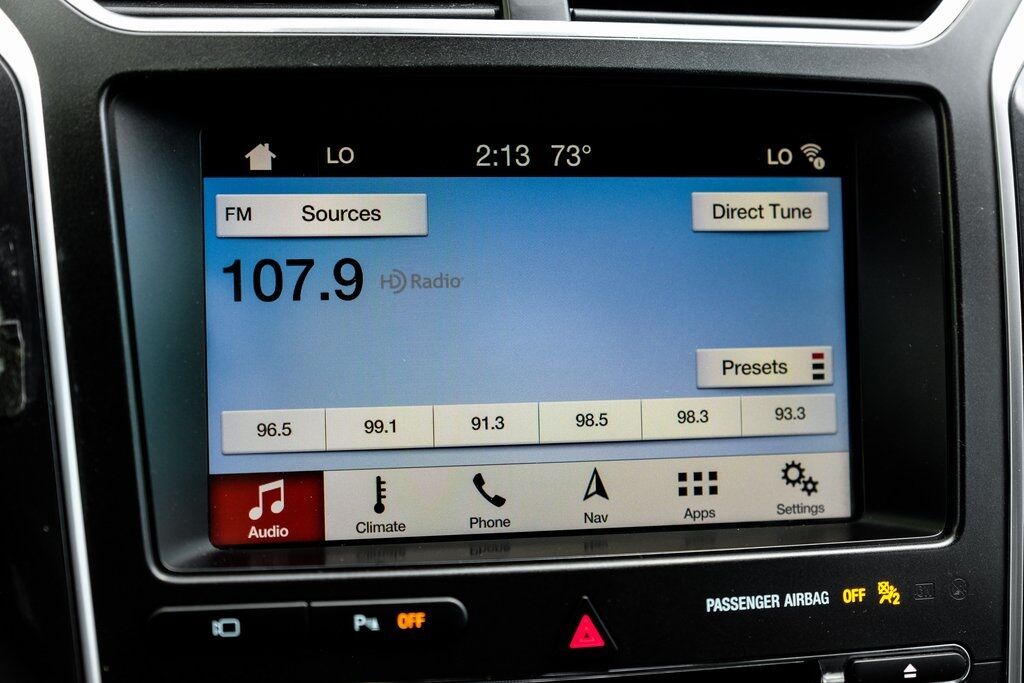 LO 2:13 73° LO
FM Sources
Direct Tune
107.9 HD Radio
Presets
96.5 99.1 91.3 98.5 98.3 93.3
Audio Climate Phone Nav Apps Settings
P OFF
PASSENGER AIRBAG OFF 2